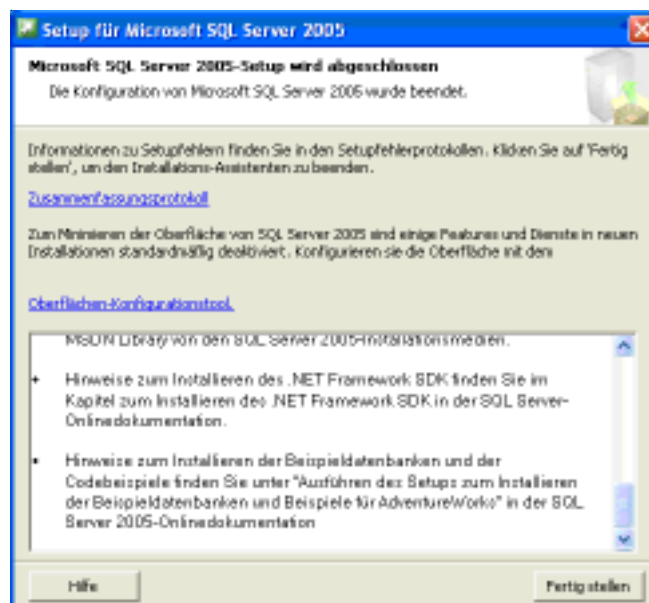 Setup für Microsoft SQL Server 2005
Microsoft SQL Server 2005-Setup wird abgeschlossen
Die Konfiguration von Microsoft SQL Server 2005 wurde beendet.
Informationen zu Setupfehlern finden Sie in den Setupfehlerprotokollen. Klicken Sie auf 'Fertig
stellen', um den Installations-Assistenten zu beenden.
Zusammenfassungsprotokoll
Zum Minimieren der Oberfläche von SQL Server 2005 sind einige Features und Dienste in neuen
Installationen standardmäßig deaktiviert. Konfigurieren sie die Oberfläche mit dem
Oberflächen-Konfigurationstool.
MSDN Library von den SQL Server 2005-Installationsmedien.
• Hinweise zum Installieren des .NET Framework SDK finden Sie im
Kapitel zum Installieren des .NET Framework SDK in der SQL Server-
Onlinedokumentation.
• Hinweise zum Installieren der Beispieldatenbanken und der
Codebeispiele finden Sie unter "Ausführen des Setups zum Installieren
der Beispieldatenbanken und Beispiele für AdventureWorks" in der SQL
Server 2005-Onlinedokumentation
Hilfe
Fertig stellen